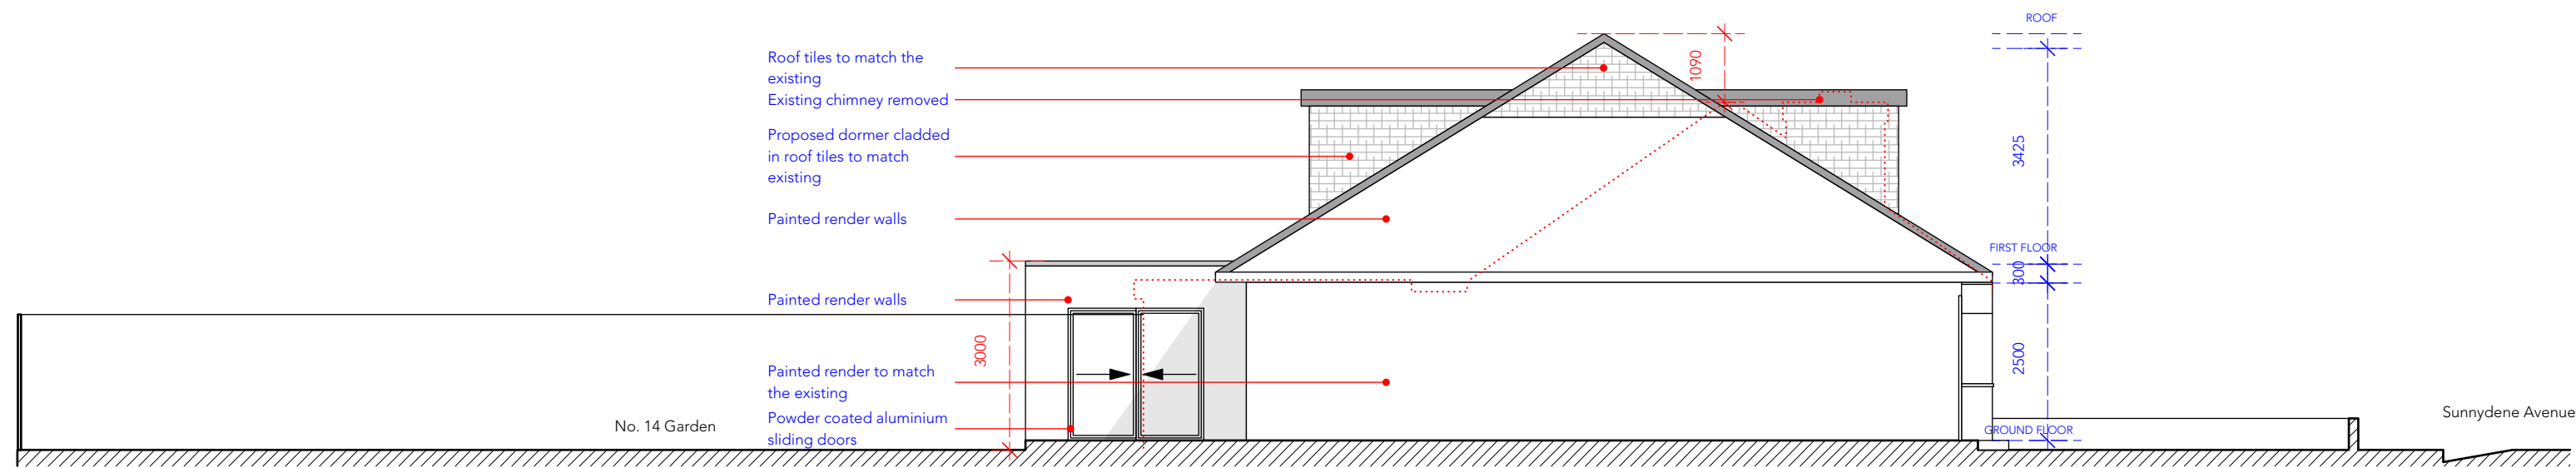 Roof tiles to match the
existing
Existing chimney removed
Proposed dormer cladded
in roof tiles to match
existing
Painted render walls
Painted render walls
Painted render to match
the existing
Powder coated aluminium
sliding doors
No. 14 Garden
3000
1090
ROOF
3425
FIRST FLOOR
300
2500
GROUND FLOOR
Sunnydene Avenue